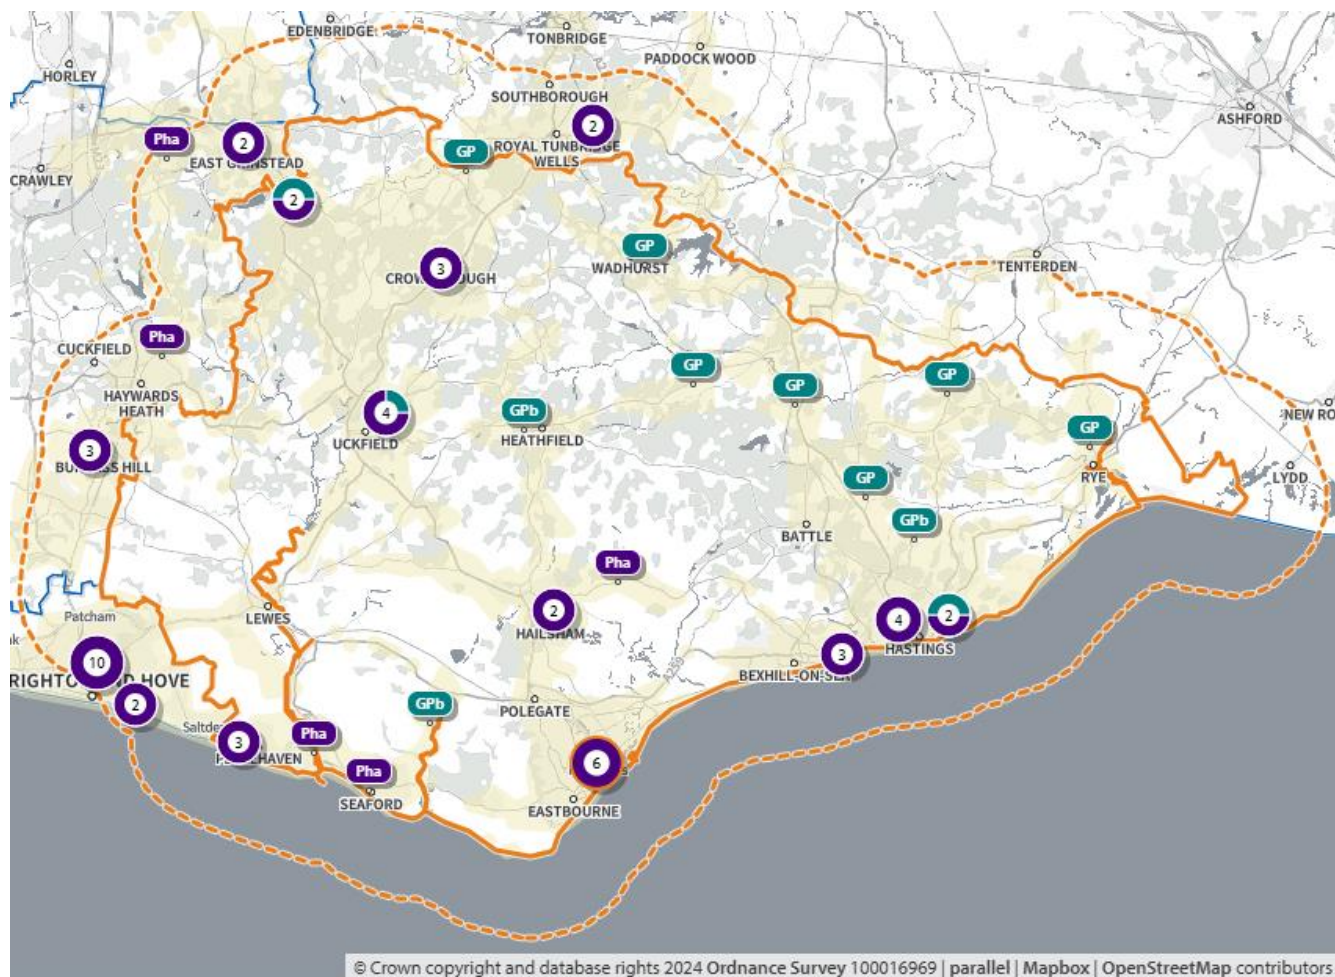 EDENBRIDGE
TONBRIDGE
PADDOCK WOOD
HORLEY
SOUTHBOROUGH
ASHFORD
2
Pha
2
GP
ROYAL TUNBRIDGE
WELLS
EAST GRINSTEAD
CRAWLEY
2
GP
WADHURST
3
TENTERDEN
Pha
CUCKFIELD
GP
GP
GP
HAYWARDS
HEATH
4
GPb
UCKFIELD
HEATHFIELD
GP
3
HILL
RYE
GP
LYDD
GPb
BATTLE
Pha
Patcham
LEWES
2
HAILSHAM
4
2
HASTINGS
3
BEXHILL-ON-SEA
10
HOVE
2
GPb
POLEGATE
A259
3
Pha
Pha
6
SEAFORD
EASTBOURNE
© Crown copyright and database rights 2024 Ordnance Survey 100016969 | parallel | Mapbox | OpenStreetMap contributors